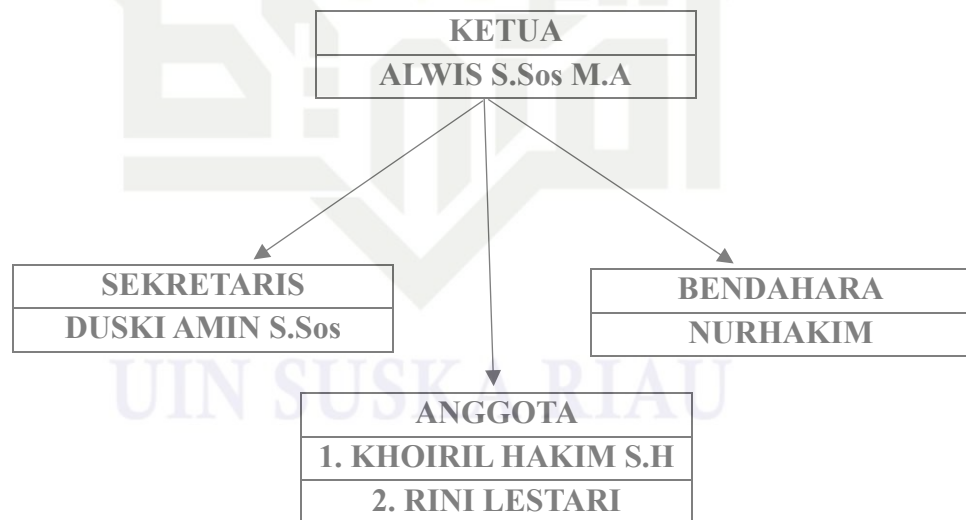 KETUA
ALWIS S.Sos M.A
SEKRETARIS
DUSKI AMIN S.Sos
BENDAHARA
NURHAKIM
UIN SUSKA RIAU
ANGGOTA
1. KHOIRIL HAKIM S.H
2. RINI LESTARI